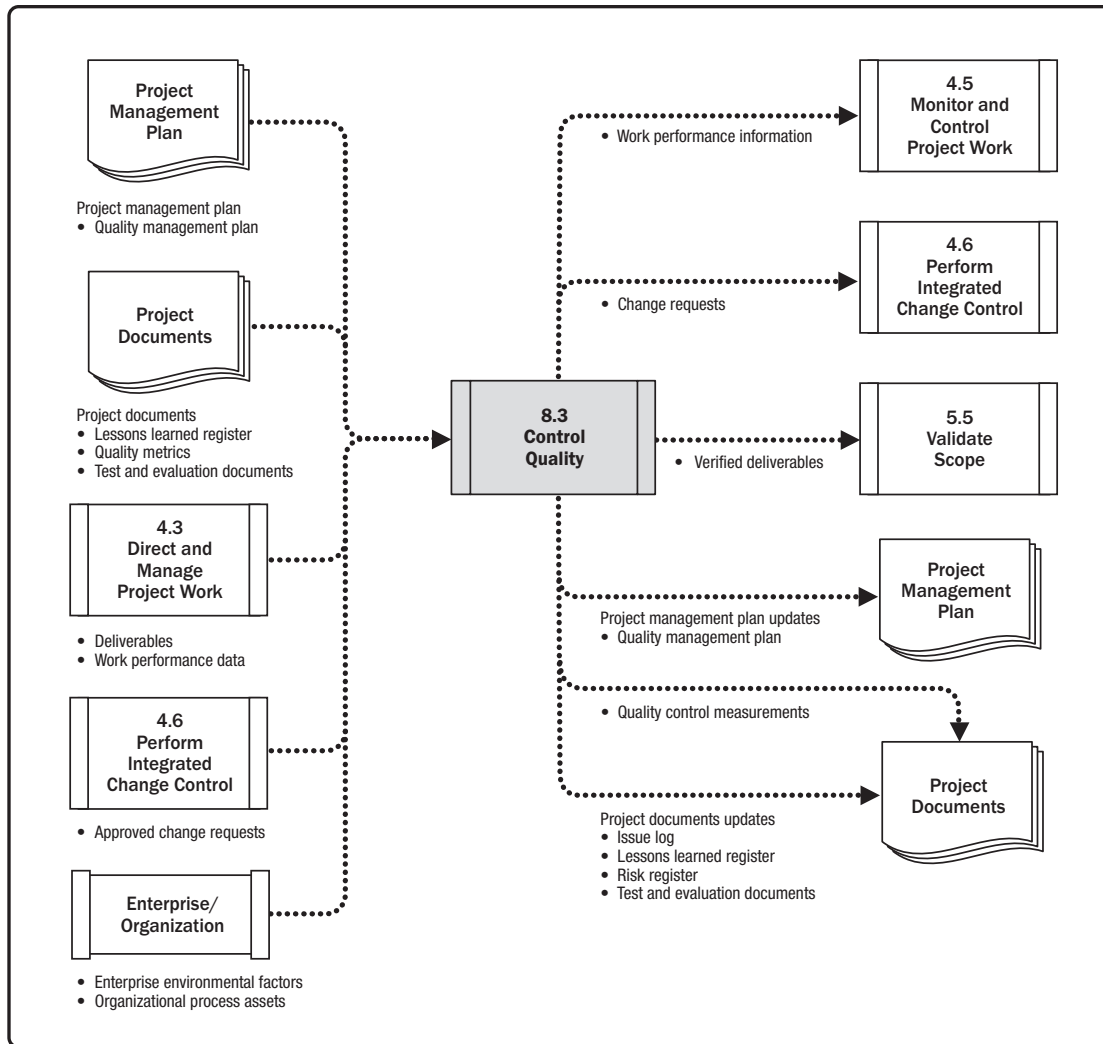 Project
Management
Plan
Project management plan
• Quality management plan
Project
Documents
Project documents
• Lessons learned register
• Quality metrics
• Test and evaluation documents
4.3
Direct and
Manage
Project Work
• Deliverables
• Work performance data
4.6
Perform
Integrated
Change Control
• Approved change requests
Enterprise/
Organization
• Enterprise environmental factors
• Organizational process assets
8.3
Control
Quality
• Work performance information
4.5
Monitor and
Control
Project Work
• Change requests
4.6
Perform
Integrated
Change Control
• Verified deliverables
5.5
Validate
Scope
Project management plan updates
• Quality management plan
Project
Management
Plan
• Quality control measurements
Project documents updates
• Issue log
• Lessons learned register
• Risk register
• Test and evaluation documents
Project
Documents